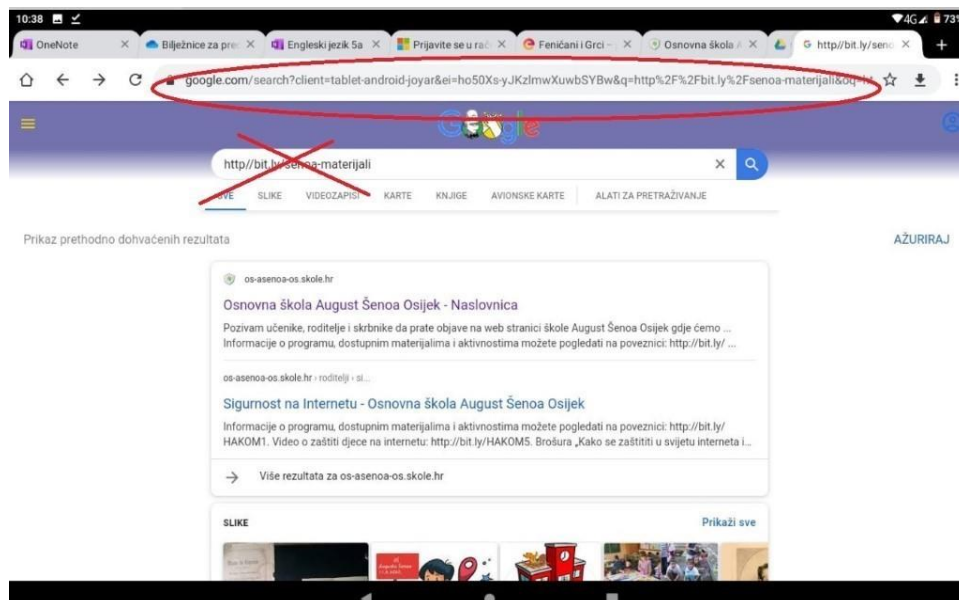 10:38 4G 73%
OneNote Bilježnice za pre Engleski jezik 5a Prijavite se u rač Feničani i Grci – Osnovna škola A http//bit.ly/seno
google.com/search?client=tablet-android-joyar&ei=ho50Xs-yJKzlmwXuwbSYBw&q=http%2F%2Fbit.ly%2Fsenoa-materijali&oq=ht
Google
http//bit.ly/senoa-materijali
SVE SLIKE VIDEOZAPISI KARTE KNJIGE AVIONSKE KARTE ALATI ZA PRETRAŽIVANJE
Prikaz prethodno dohvaćenih rezultata AŽURIRAJ
os-asenoa-os.skole.hr
Osnovna škola August Šenoa Osijek - Naslovnica
Pozivam učenike, roditelje i skrbnike da prate objave na web stranici škole August Šenoa Osijek gdje ćemo ...
Informacije o programu, dostupnim materijalima i aktivnostima možete pogledati na poveznici: http://bit.ly/ ...
os-asenoa-os.skole.hr › roditelji › si...
Sigurnost na Internetu - Osnovna škola August Šenoa Osijek
Informacije o programu, dostupnim materijalima i aktivnostima možete pogledati na poveznici: http://bit.ly/
HAKOM1. Video o zaštiti djece na internetu: http://bit.ly/HAKOM5. Brošura „Kako se zaštititi u svijetu interneta i...
Više rezultata za os-asenoa-os.skole.hr
SLIKE Prikaži sve